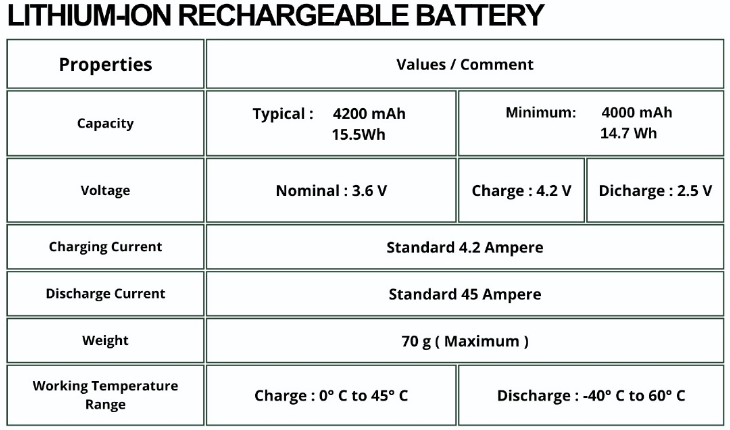 LITHIUM-ION RECHARGEABLE BATTERY
Properties
Values / Comment
Capacity
Typical : 4200 mAh
15.5Wh
Minimum: 4000 mAh
14.7 Wh
Voltage
Nominal : 3.6 V
Charge : 4.2 V
Dicharge : 2.5 V
Charging Current
Standard 4.2 Ampere
Discharge Current
Standard 45 Ampere
Weight
70 g ( Maximum )
Working Temperature
Range
Charge : 0° C to 45° C
Discharge : -40° C to 60° C